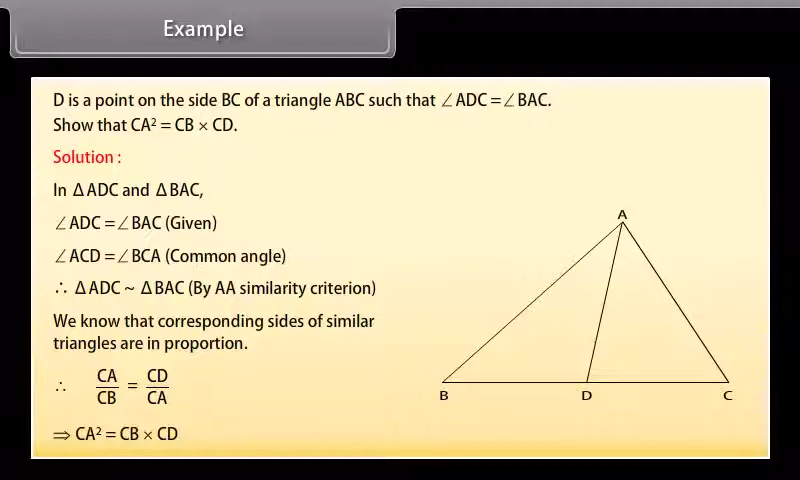 Example
D is a point on the side BC of a triangle ABC such that ∠ADC = ∠BAC.
Show that CA² = CB × CD.
Solution :
In ΔADC and ΔBAC,
∠ADC = ∠BAC (Given)
∠ACD = ∠BCA (Common angle)
∴ ΔADC ~ ΔBAC (By AA similarity criterion)
We know that corresponding sides of similar
triangles are in proportion.
∴ CA/CB = CD/CA
⇒ CA² = CB × CD
A
B D C